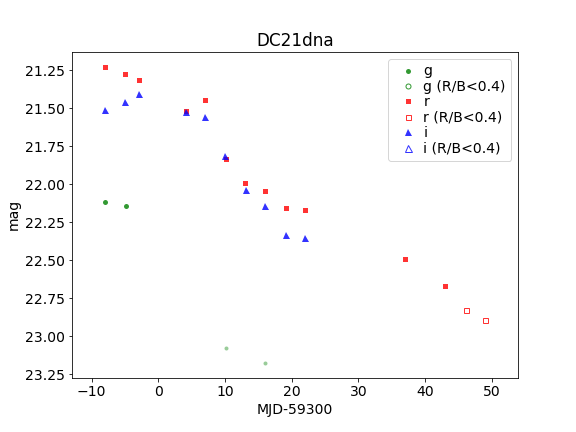 DC21dna
mag
21.25
21.50
21.75
22.00
22.25
22.50
22.75
23.00
23.25
g
g (R/B<0.4)
r
r (R/B<0.4)
i
i (R/B<0.4)
−10 0 10 20 30 40 50
MJD-59300